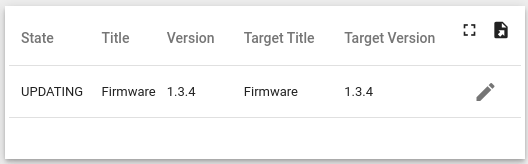 State Title Version Target Title Target Version
UPDATING Firmware 1.3.4 Firmware 1.3.4